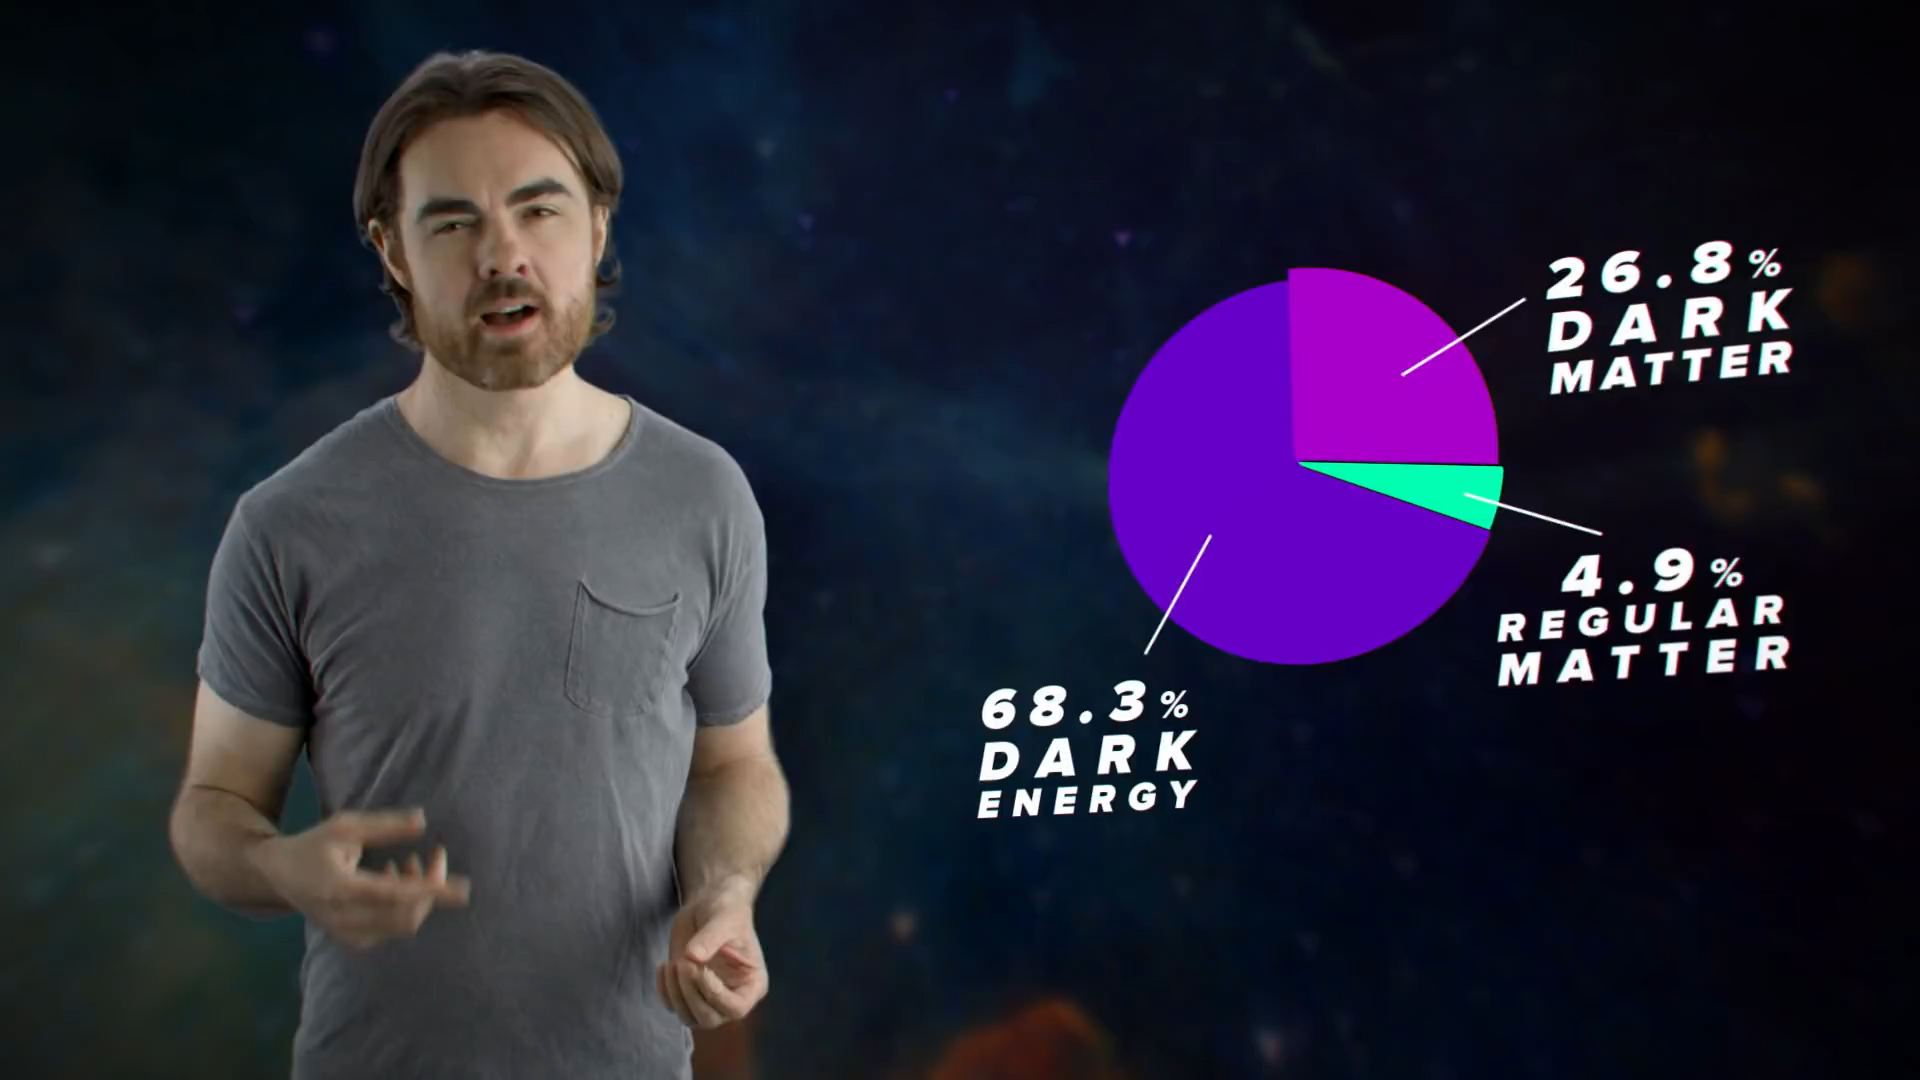 26.8%
DARK
MATTER
4.9%
REGULAR
MATTER
68.3%
DARK
ENERGY